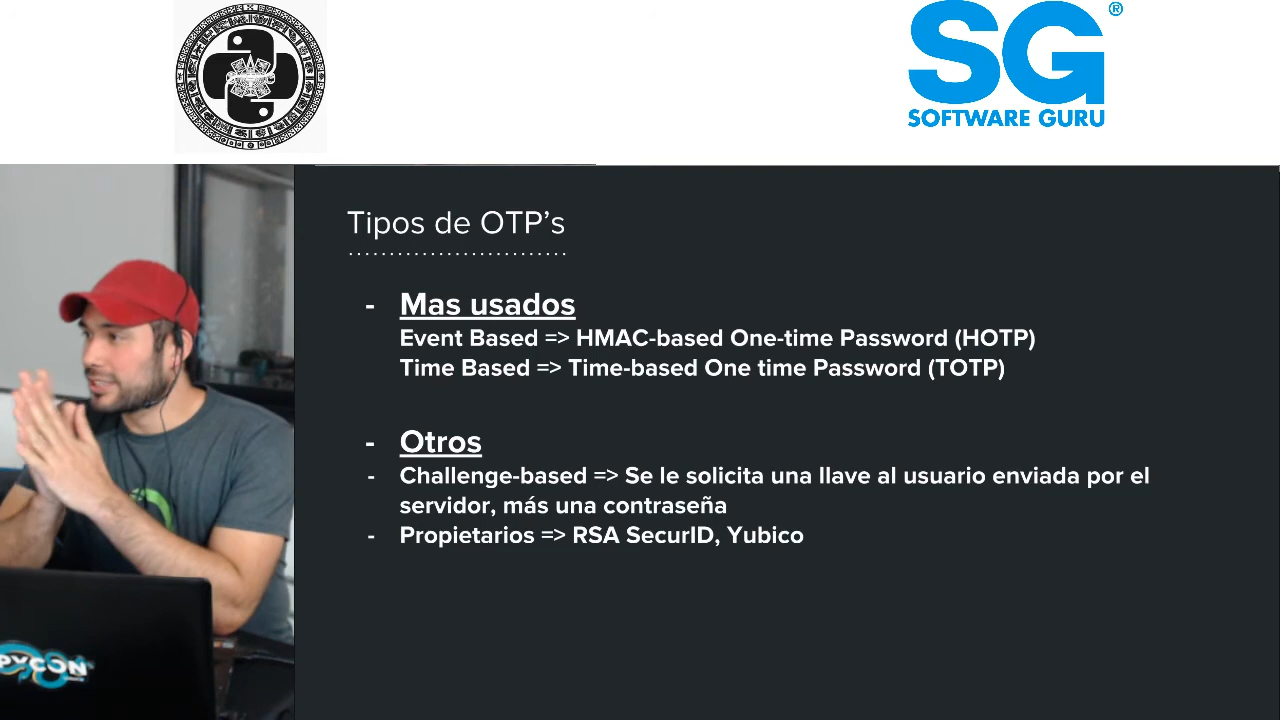 SG®
SOFTWARE GURU
Tipos de OTP’s
- Mas usados
Event Based => HMAC-based One-time Password (HOTP)
Time Based => Time-based One time Password (TOTP)
- Otros
- Challenge-based => Se le solicita una llave al usuario enviada por el
servidor, más una contraseña
- Propietarios => RSA SecurID, Yubico
PYCON